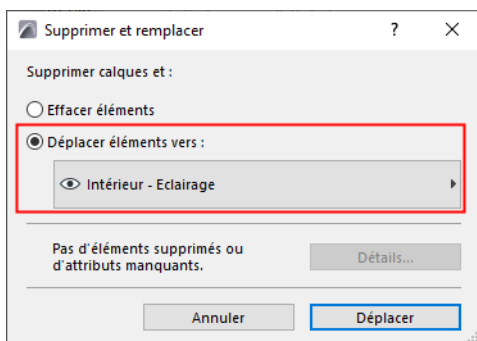 Supprimer et remplacer
?
Supprimer calques et :
Effacer éléments
Déplacer éléments vers :
Intérieur - Eclairage
Pas d'éléments supprimés ou
d'attributs manquants.
Détails...
Annuler
Déplacer